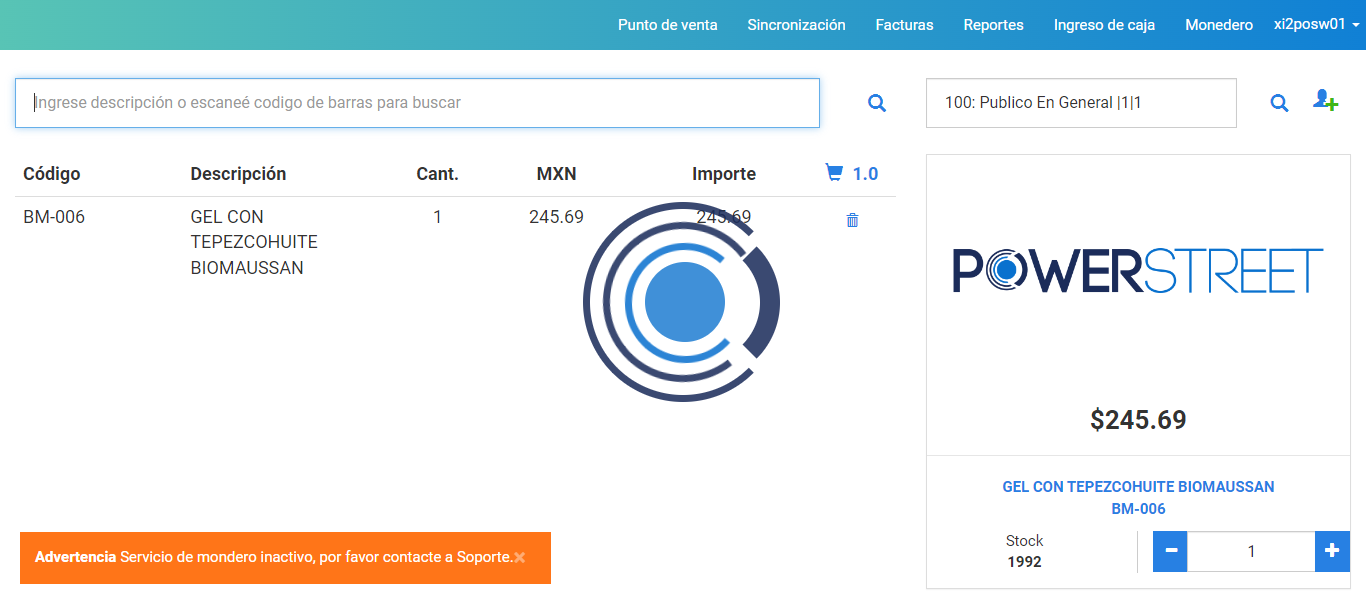 Punto de venta Sincronización Facturas Reportes Ingreso de caja Monedero xi2posw01
Ingrese descripción o escaneé codigo de barras para buscar
100: Publico En General |1|1
Código Descripción Cant. MXN Importe 1.0
BM-006 GEL CON 1 245.69 245.69
TEPEZCOHUITE
BIOMAUSSAN
POWERSTREET
$245.69
GEL CON TEPEZCOHUITE BIOMAUSSAN
BM-006
Stock
1992
1
Advertencia Servicio de mondero inactivo, por favor contacte a Soporte.